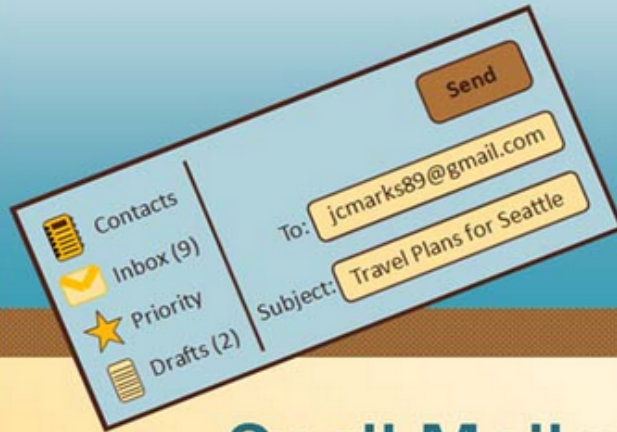 Send
Contacts
To: jcmarks89@gmail.com
Inbox (9)
Subject: Travel Plans for Seattle
Priority
Drafts (2)